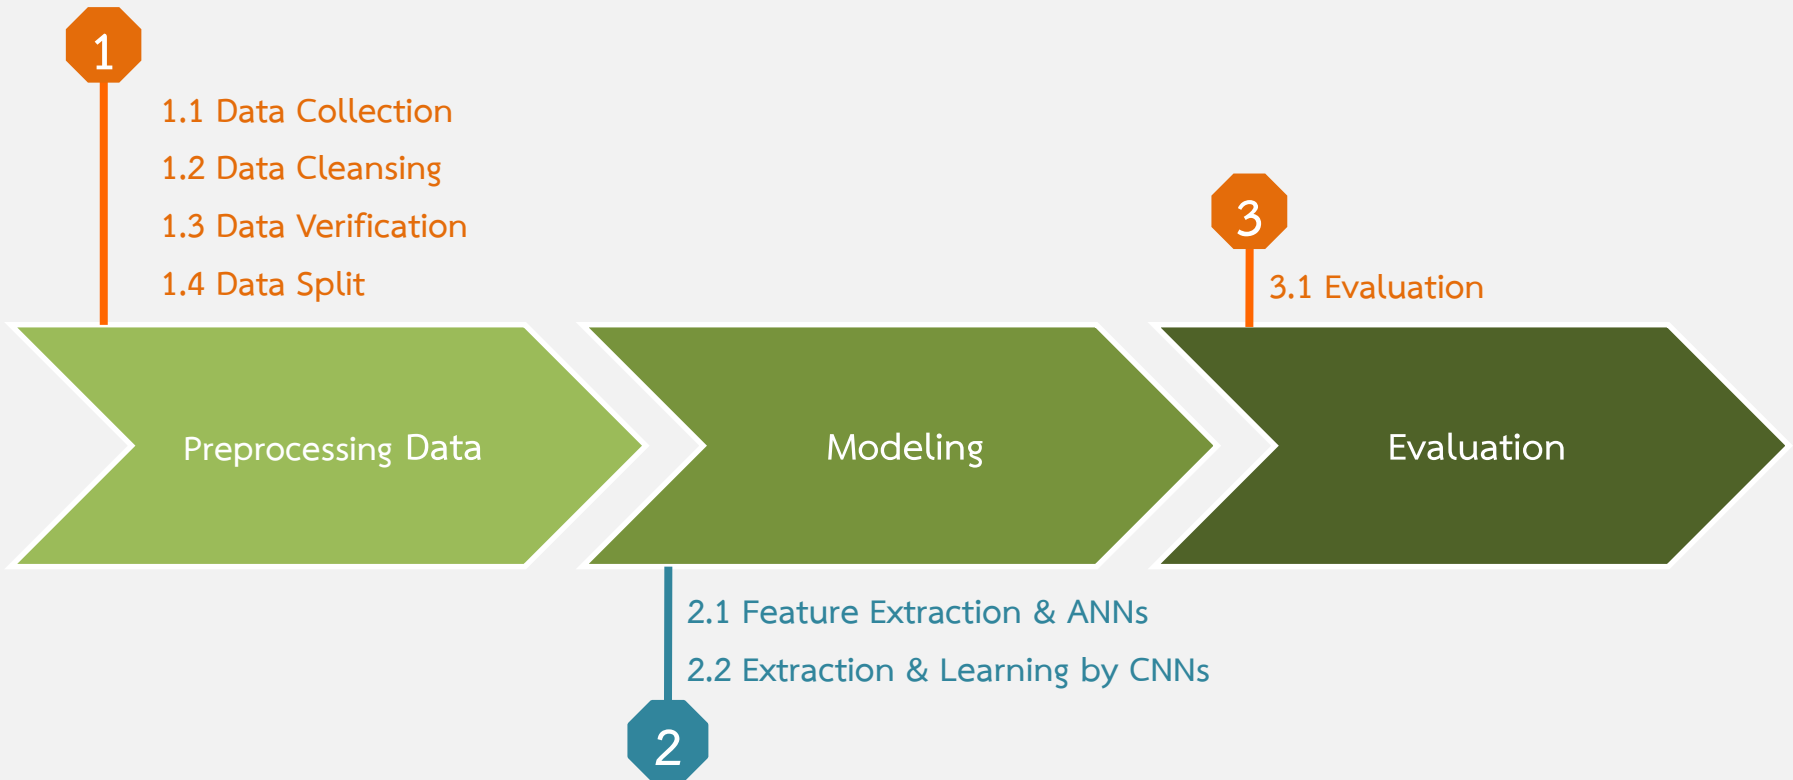 1
1.1 Data Collection
1.2 Data Cleansing
1.3 Data Verification
1.4 Data Split
3
3.1 Evaluation
Preprocessing Data
Modeling
Evaluation
2.1 Feature Extraction & ANNs
2.2 Extraction & Learning by CNNs
2